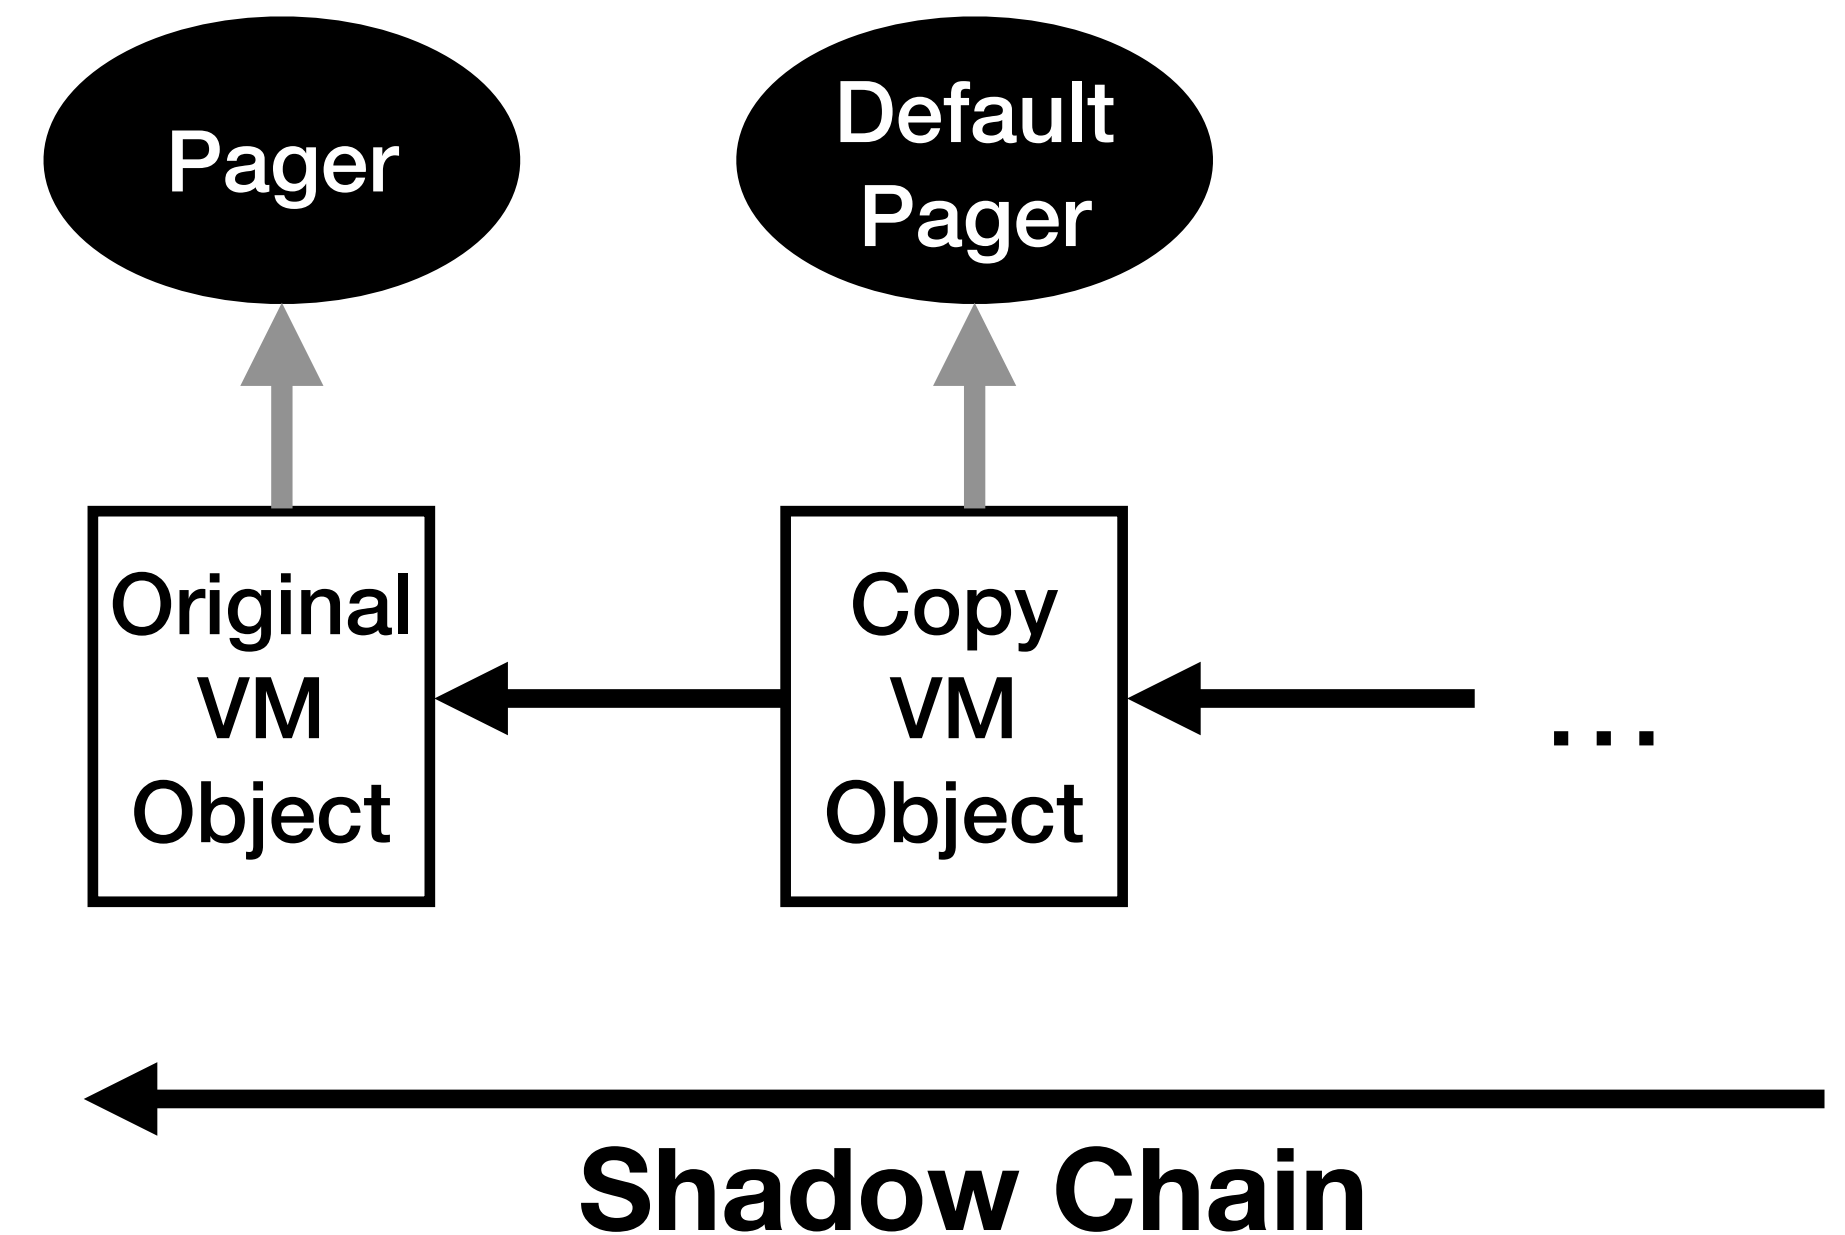 Pager
Default
Pager
Original
VM
Object
Copy
VM
Object
...
Shadow Chain